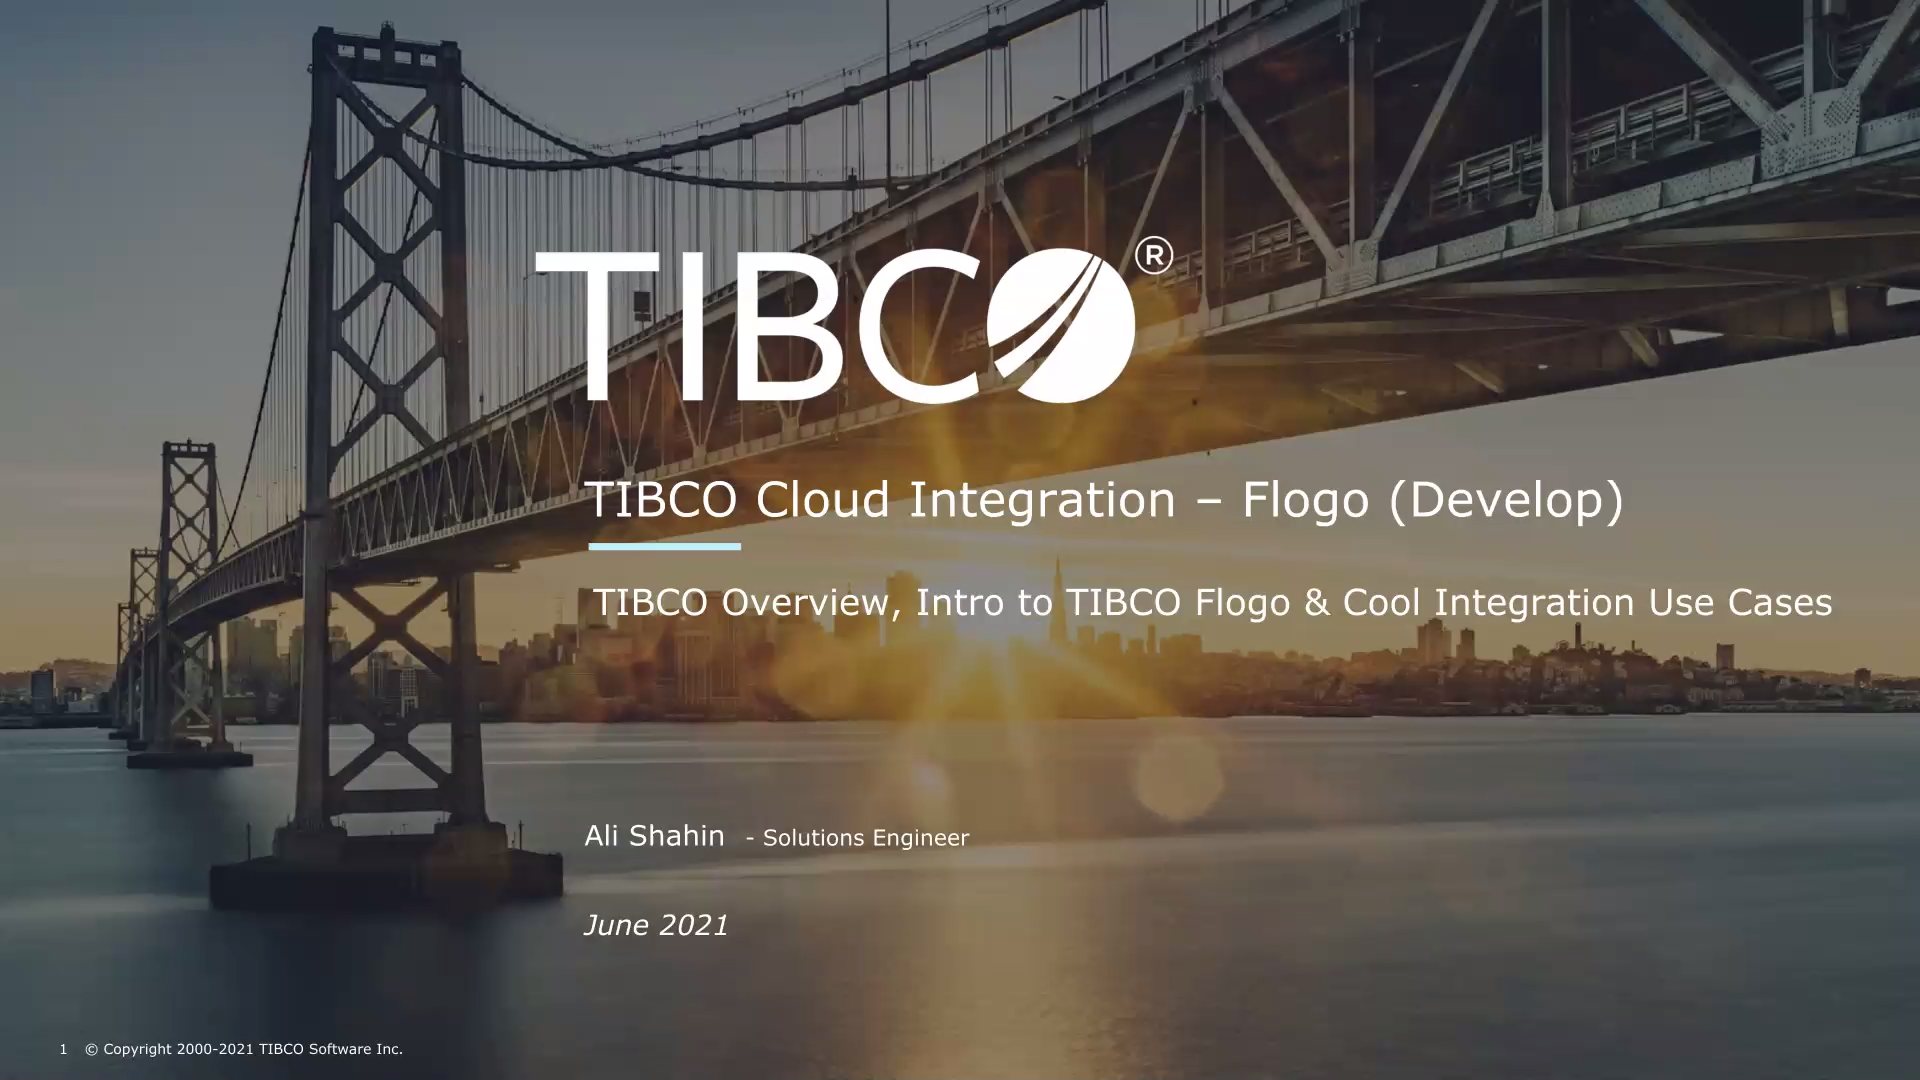 TIBCO®
TIBCO Cloud Integration – Flogo (Develop)
TIBCO Overview, Intro to TIBCO Flogo & Cool Integration Use Cases
Ali Shahin - Solutions Engineer
June 2021
1 © Copyright 2000-2021 TIBCO Software Inc.